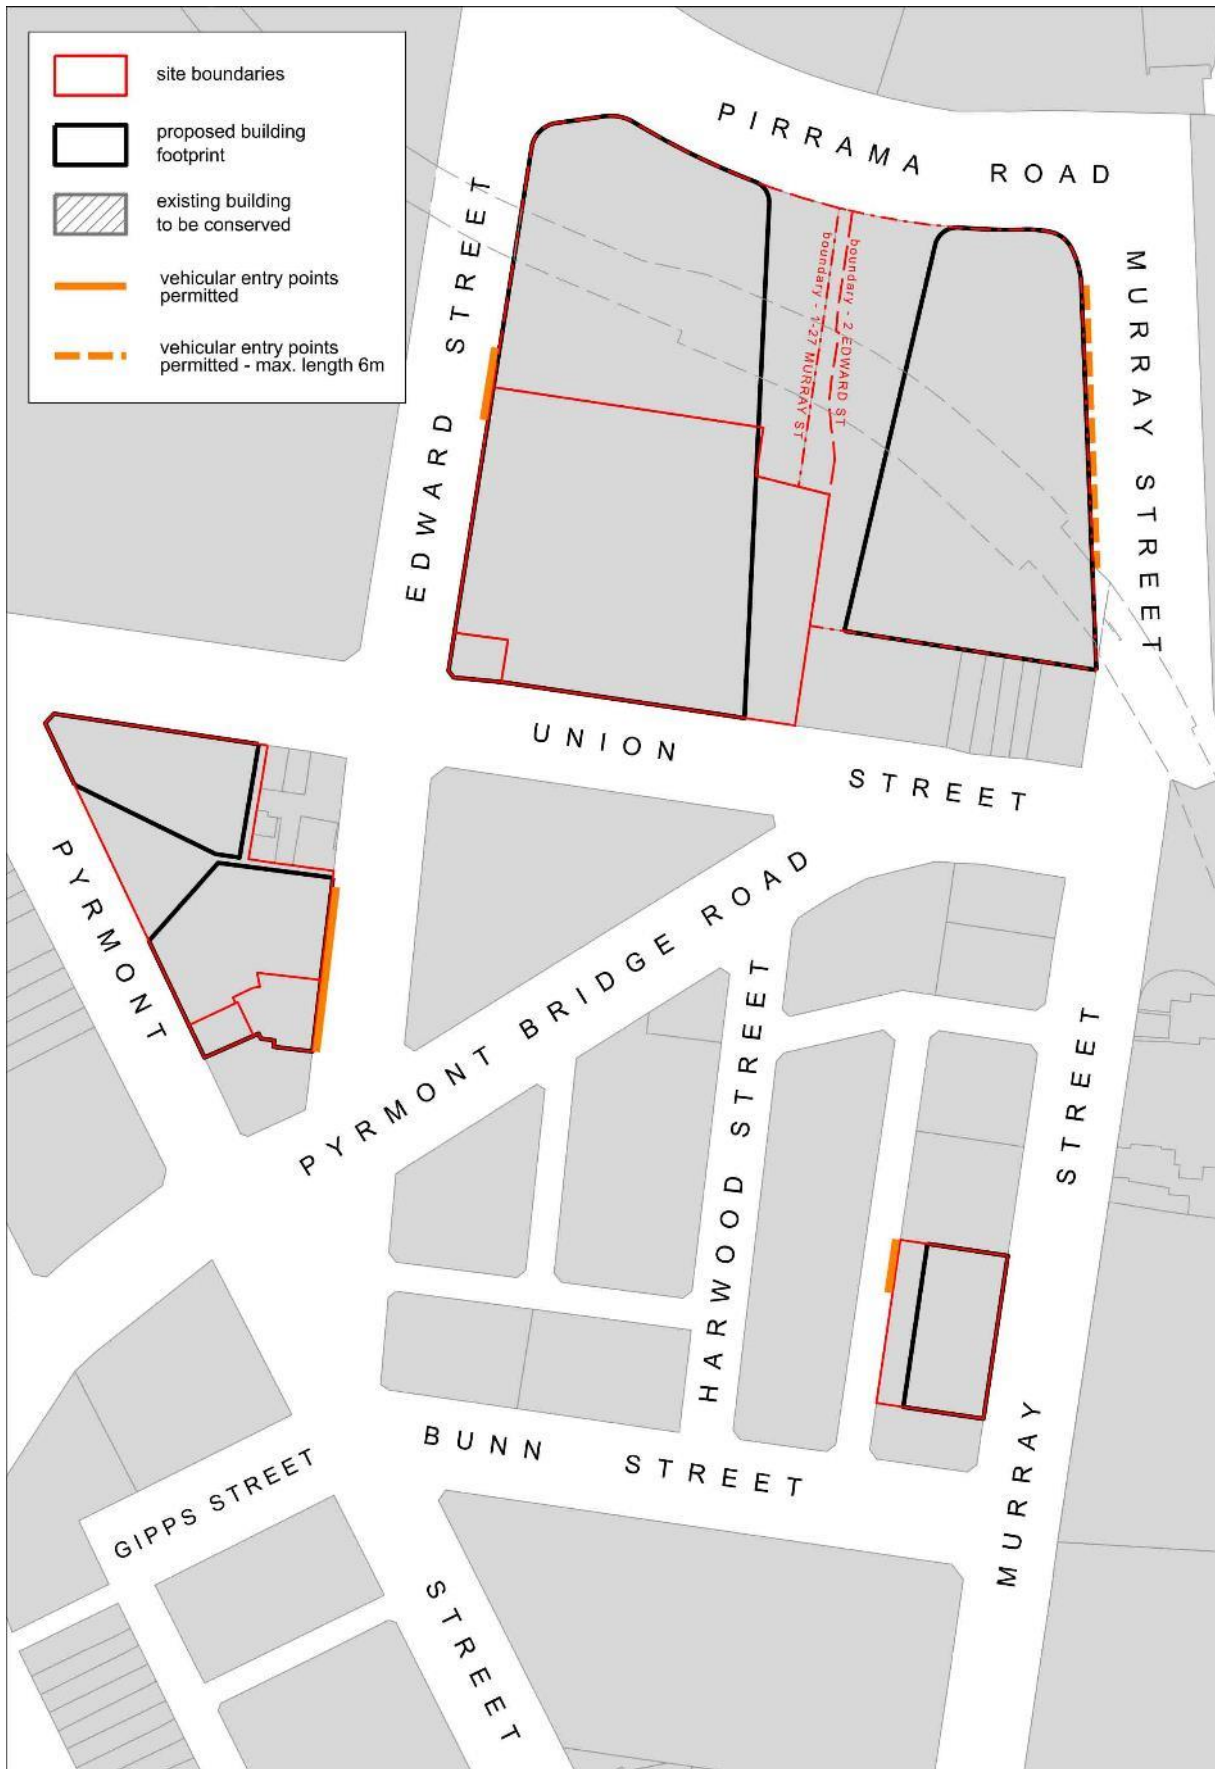 site boundaries
proposed building
footprint
existing building
to be conserved
vehicular entry points
permitted
vehicular entry points
permitted - max. length 6m
PIRRAMA ROAD
EDWARD STREET
boundary - 1-27 MURRAY ST
boundary - 2 EDWARD ST
MURRAY STREET
UNION STREET
PYRMONT
PYRMONT BRIDGE ROAD
HARWOOD STREET
MURRAY STREET
BUNN STREET
GIPPS STREET
STREET